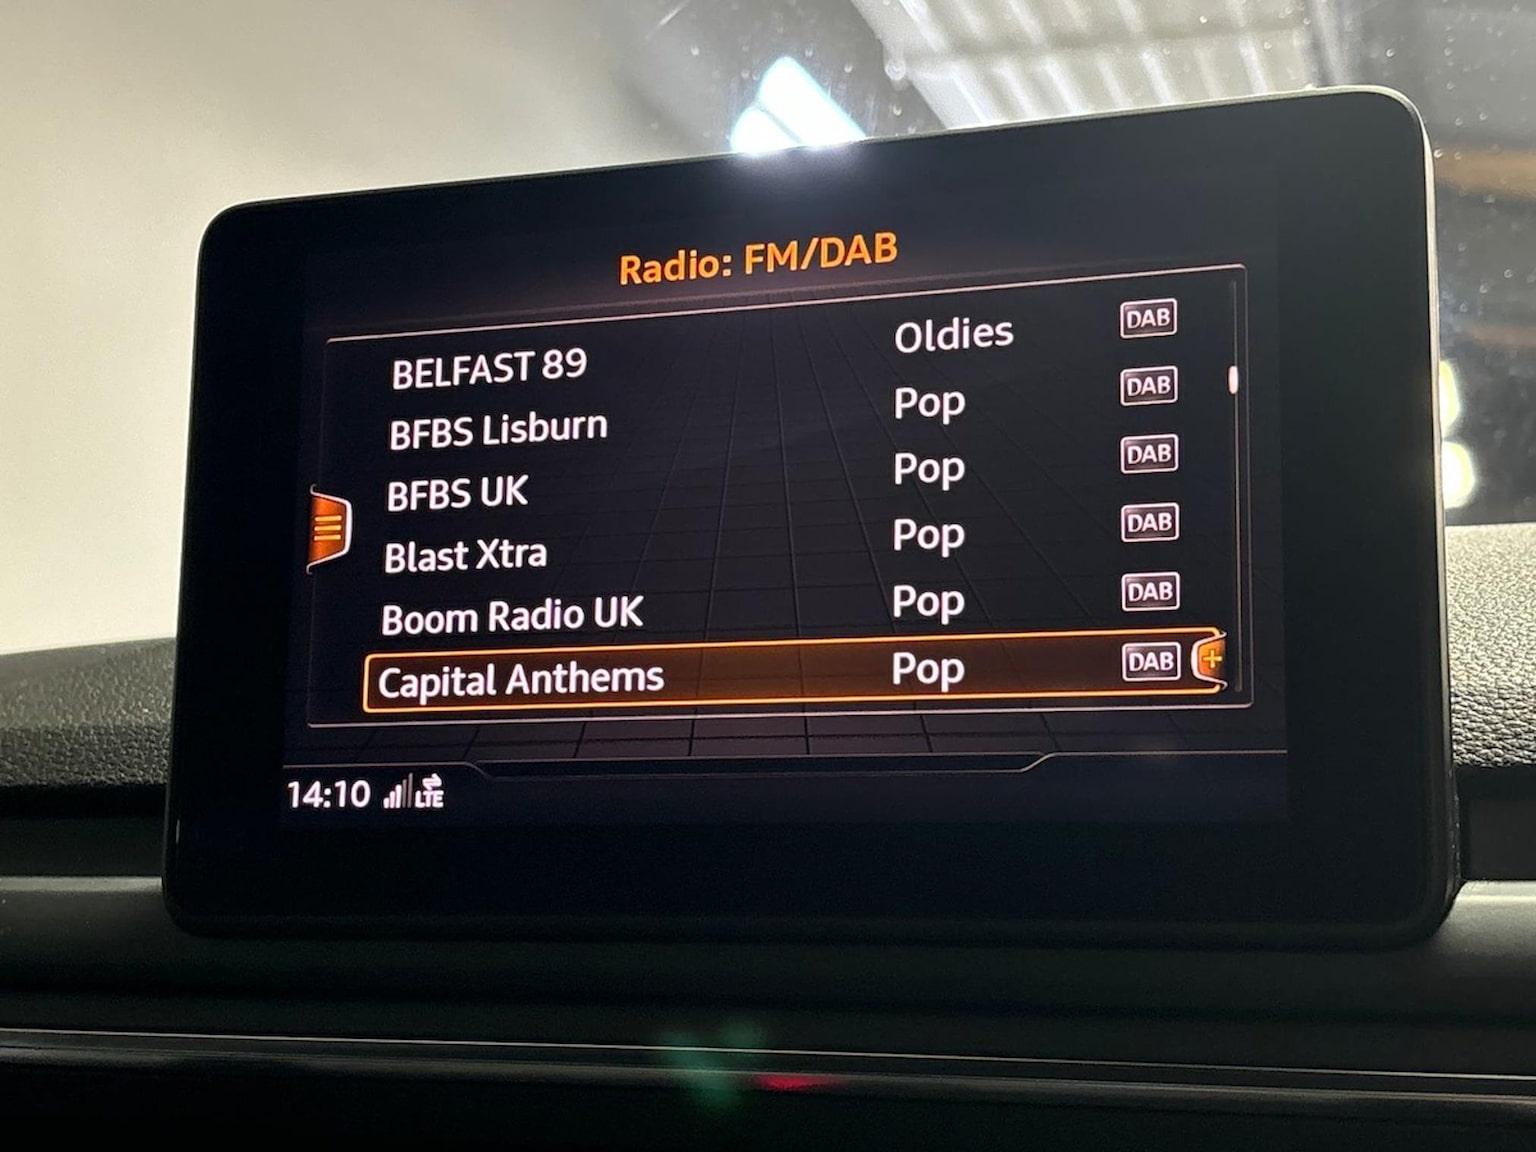 Radio: FM/DAB
BELFAST 89 Oldies DAB
BFBS Lisburn Pop DAB
BFBS UK Pop DAB
Blast Xtra Pop DAB
Boom Radio UK Pop DAB
Capital Anthems Pop DAB
14:10 LTE